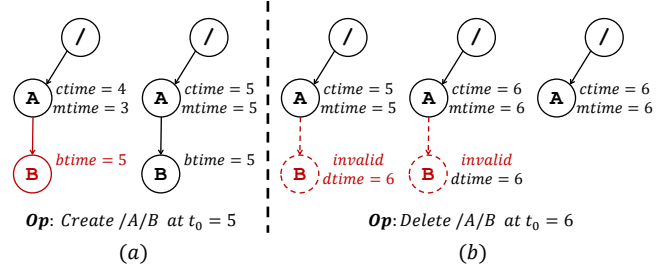 /
/
/
/
/
A
ctime = 4
mtime = 3
A
ctime = 5
mtime = 5
A
ctime = 5
mtime = 5
A
ctime = 6
mtime = 6
A
ctime = 6
mtime = 6
B
btime = 5
B
btime = 5
B
invalid
dtime = 6
B
invalid
dtime = 6
Op: Create /A/B at t₀ = 5
Op: Delete /A/B at t₀ = 6
(a)
(b)